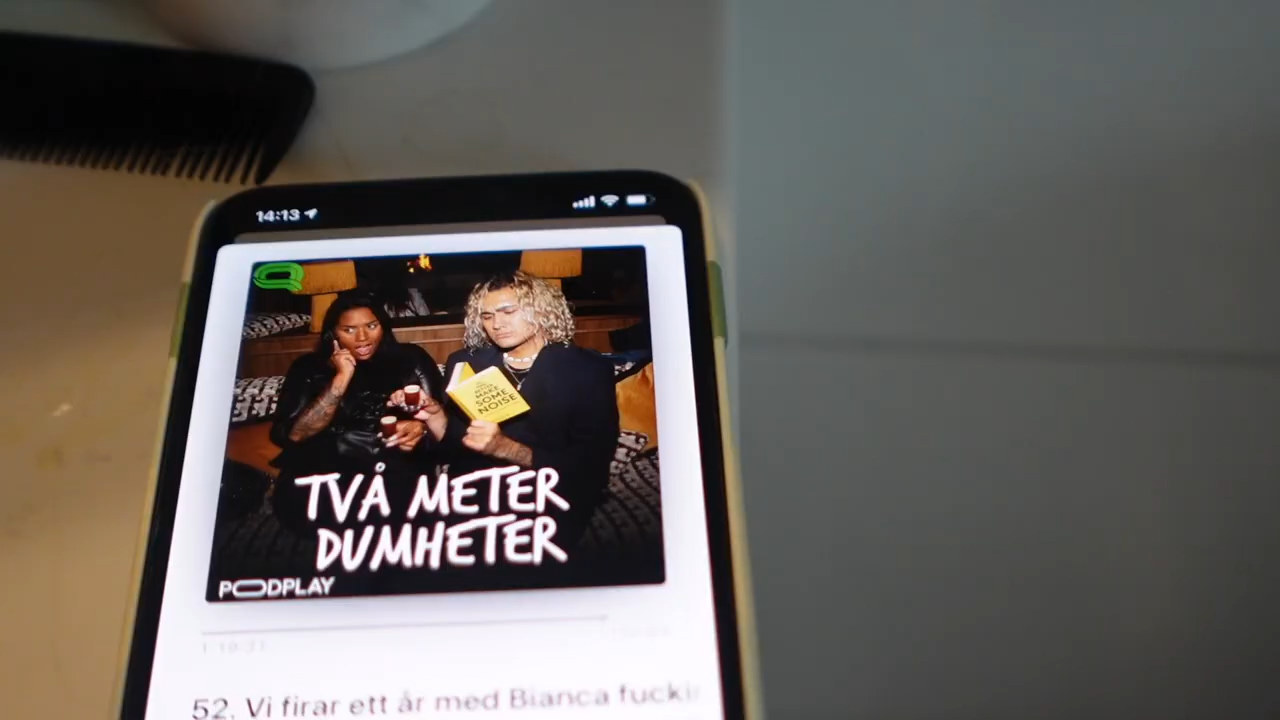 14:13
MAKE
SOME
NOISE
TVÅ METER
DUMHETER
PODPLAY
52. Vi firar ett år med Bianca fucki